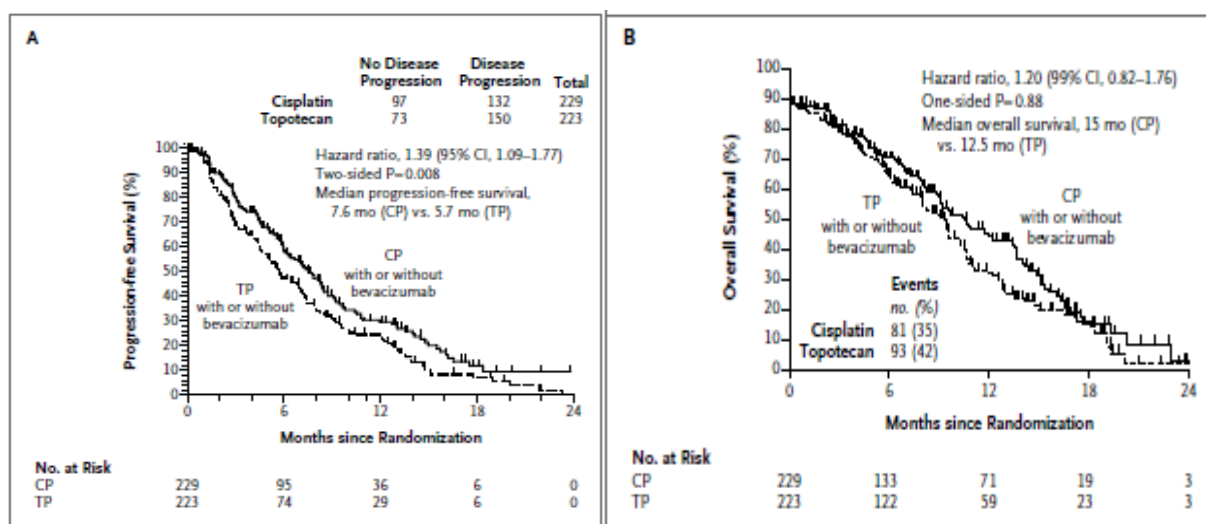 A
No Disease Progression Disease Progression Total
Cisplatin 97 132 229
Topotecan 73 150 223
Hazard ratio, 1.39 (95% CI, 1.09–1.77)
Two-sided P=0.008
Median progression-free survival,
7.6 mo (CP) vs. 5.7 mo (TP)
Progression-free Survival (%)
100
90
80
70
60
50
40
30
20
10
0
CP
with or without
bevacizumab
TP
with or without
bevacizumab
0 6 12 18 24
Months since Randomization
No. at Risk
CP 229 95 36 6 0
TP 223 74 29 6 0
B
Hazard ratio, 1.20 (99% CI, 0.82–1.76)
One-sided P=0.88
Median overall survival, 15 mo (CP)
vs. 12.5 mo (TP)
Overall Survival (%)
100
90
80
70
60
50
40
30
20
10
0
TP
with or without
bevacizumab
CP
with or without
bevacizumab
Events
no. (%)
Cisplatin 81 (35)
Topotecan 93 (42)
0 6 12 18 24
Months since Randomization
No. at Risk
CP 229 133 71 19 3
TP 223 122 59 23 3